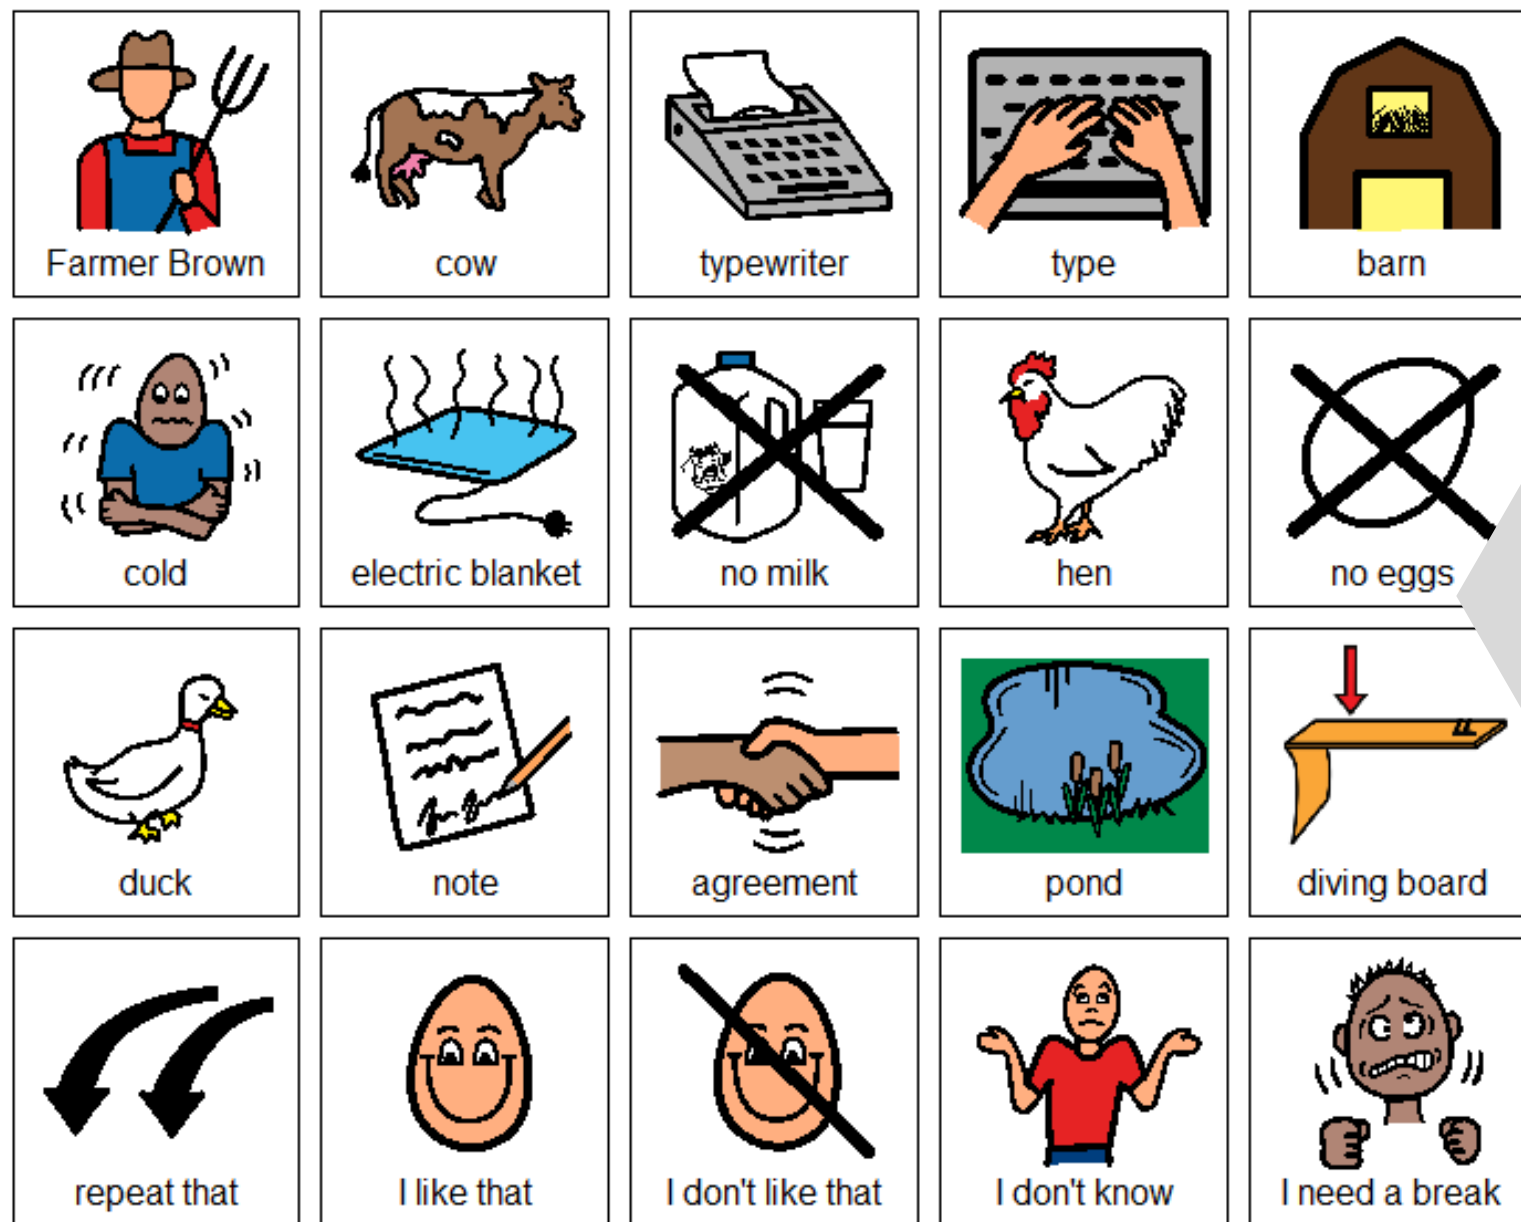 Farmer Brown
cow
typewriter
type
barn
cold
electric blanket
no milk
hen
no eggs
duck
note
agreement
pond
diving board
repeat that
I like that
I don't like that
I don't know
I need a break